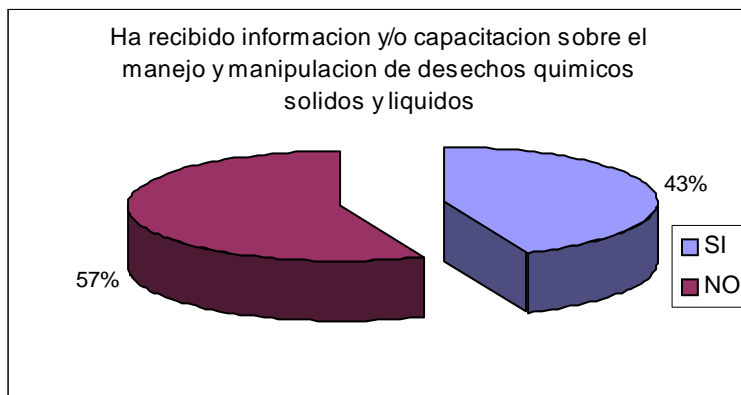 Ha recibido informacion y/o capacitacion sobre el
manejo y manipulacion de desechos quimicos
solidos y liquidos
43%
SI
NO
57%